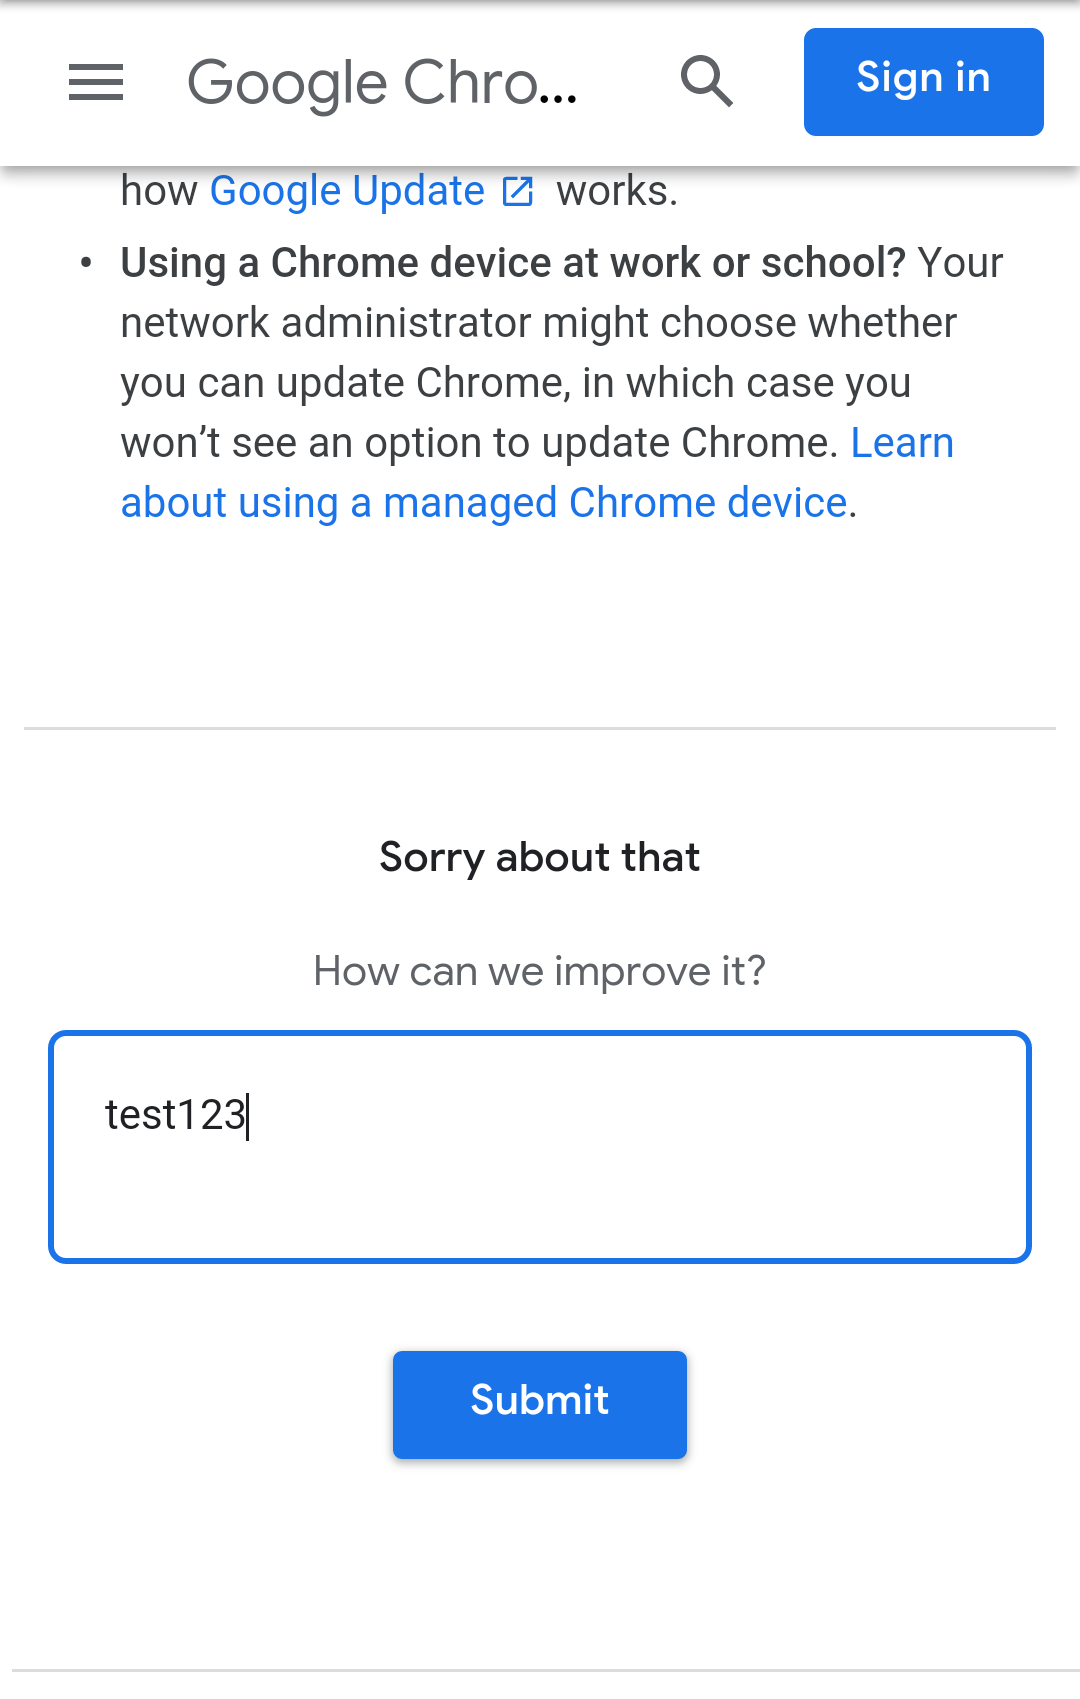 Google Chro...
Sign in
how Google Update works.
• Using a Chrome device at work or school? Your
network administrator might choose whether
you can update Chrome, in which case you
won’t see an option to update Chrome. Learn
about using a managed Chrome device.
Sorry about that
How can we improve it?
test123
Submit